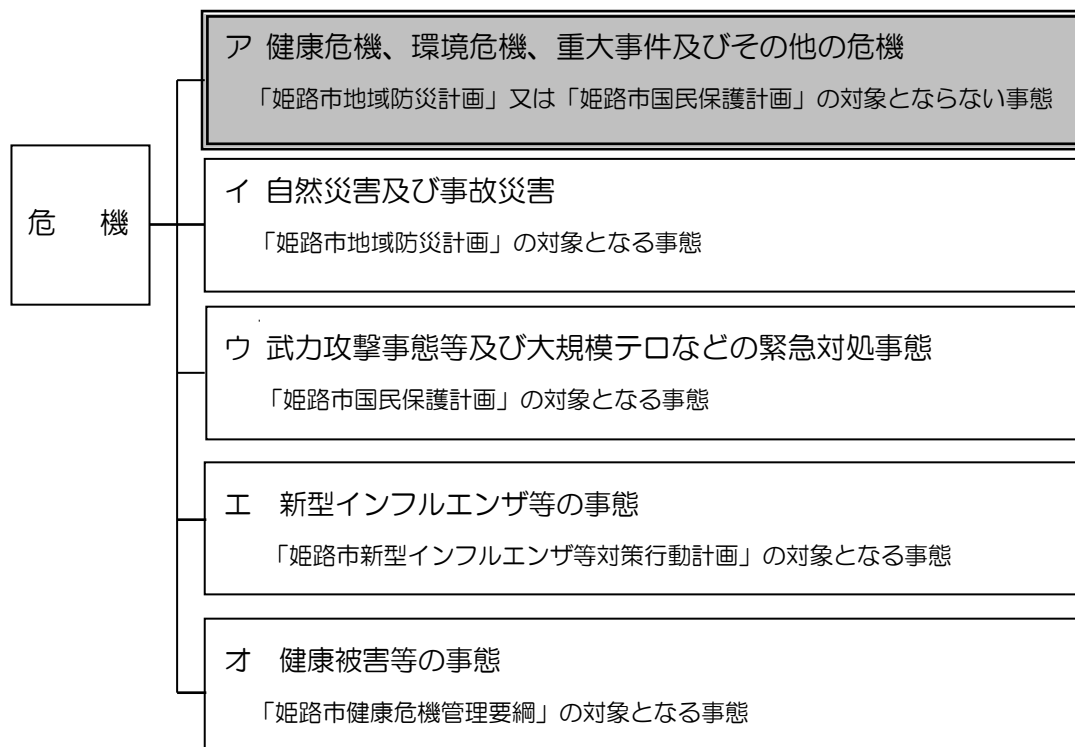 ア 健康危機、環境危機、重大事件及びその他の危機
「姫路市地域防災計画」又は「姫路市国民保護計画」の対象とならない事態
危 機
イ 自然災害及び事故災害
「姫路市地域防災計画」の対象となる事態
ウ 武力攻撃事態等及び大規模テロなどの緊急対処事態
「姫路市国民保護計画」の対象となる事態
エ 新型インフルエンザ等の事態
「姫路市新型インフルエンザ等対策行動計画」の対象となる事態
オ 健康被害等の事態
「姫路市健康危機管理要綱」の対象となる事態